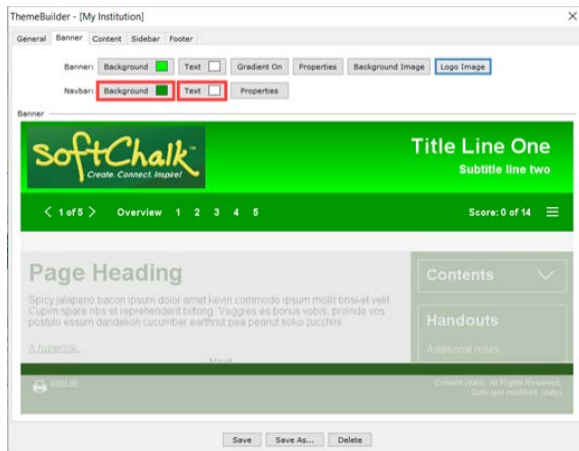 ThemeBuilder - [My Institution]
General Banner Content Sidebar Footer
Banner: Background Text Gradient On Properties Background Image Logo Image
Navbar: Background Text Properties
Banner
SoftChalk™
Create. Connect. Inspire!
Title Line One
Subtitle line two
< 1 of 5 > Overview 1 2 3 4 5 Score: 0 of 14
Page Heading
Spicy jalapeno bacon ipsum dolor amet kevin commodo ipsum mollit brisket velit.
Cupim spare ribs et reprehenderit biltong. Veggies es bonus vobis, proinde vos
postulo essum dandelion cucumber earthnut pea peanut soko zucchini.
A hyperlink.
Next
Contents
Handouts
Additional notes
print all
Content (date). All Rights Reserved.
Date last modified: (date)
Save Save As... Delete